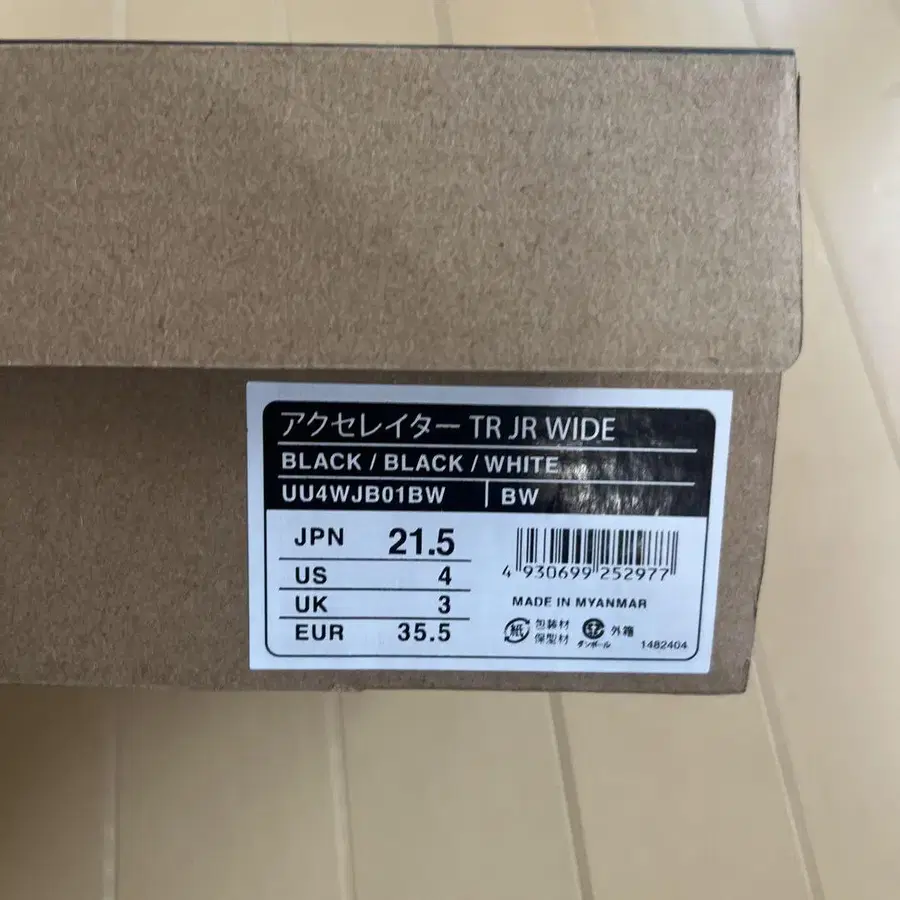 アクセレイター TR JR WIDE
BLACK / BLACK / WHITE
UU4WJB01BW | BW
JPN 21.5
US 4
UK 3
EUR 35.5
4 930699 252977
MADE IN MYANMAR
紙 包装材
保型材
ダンボール 外箱
1482404